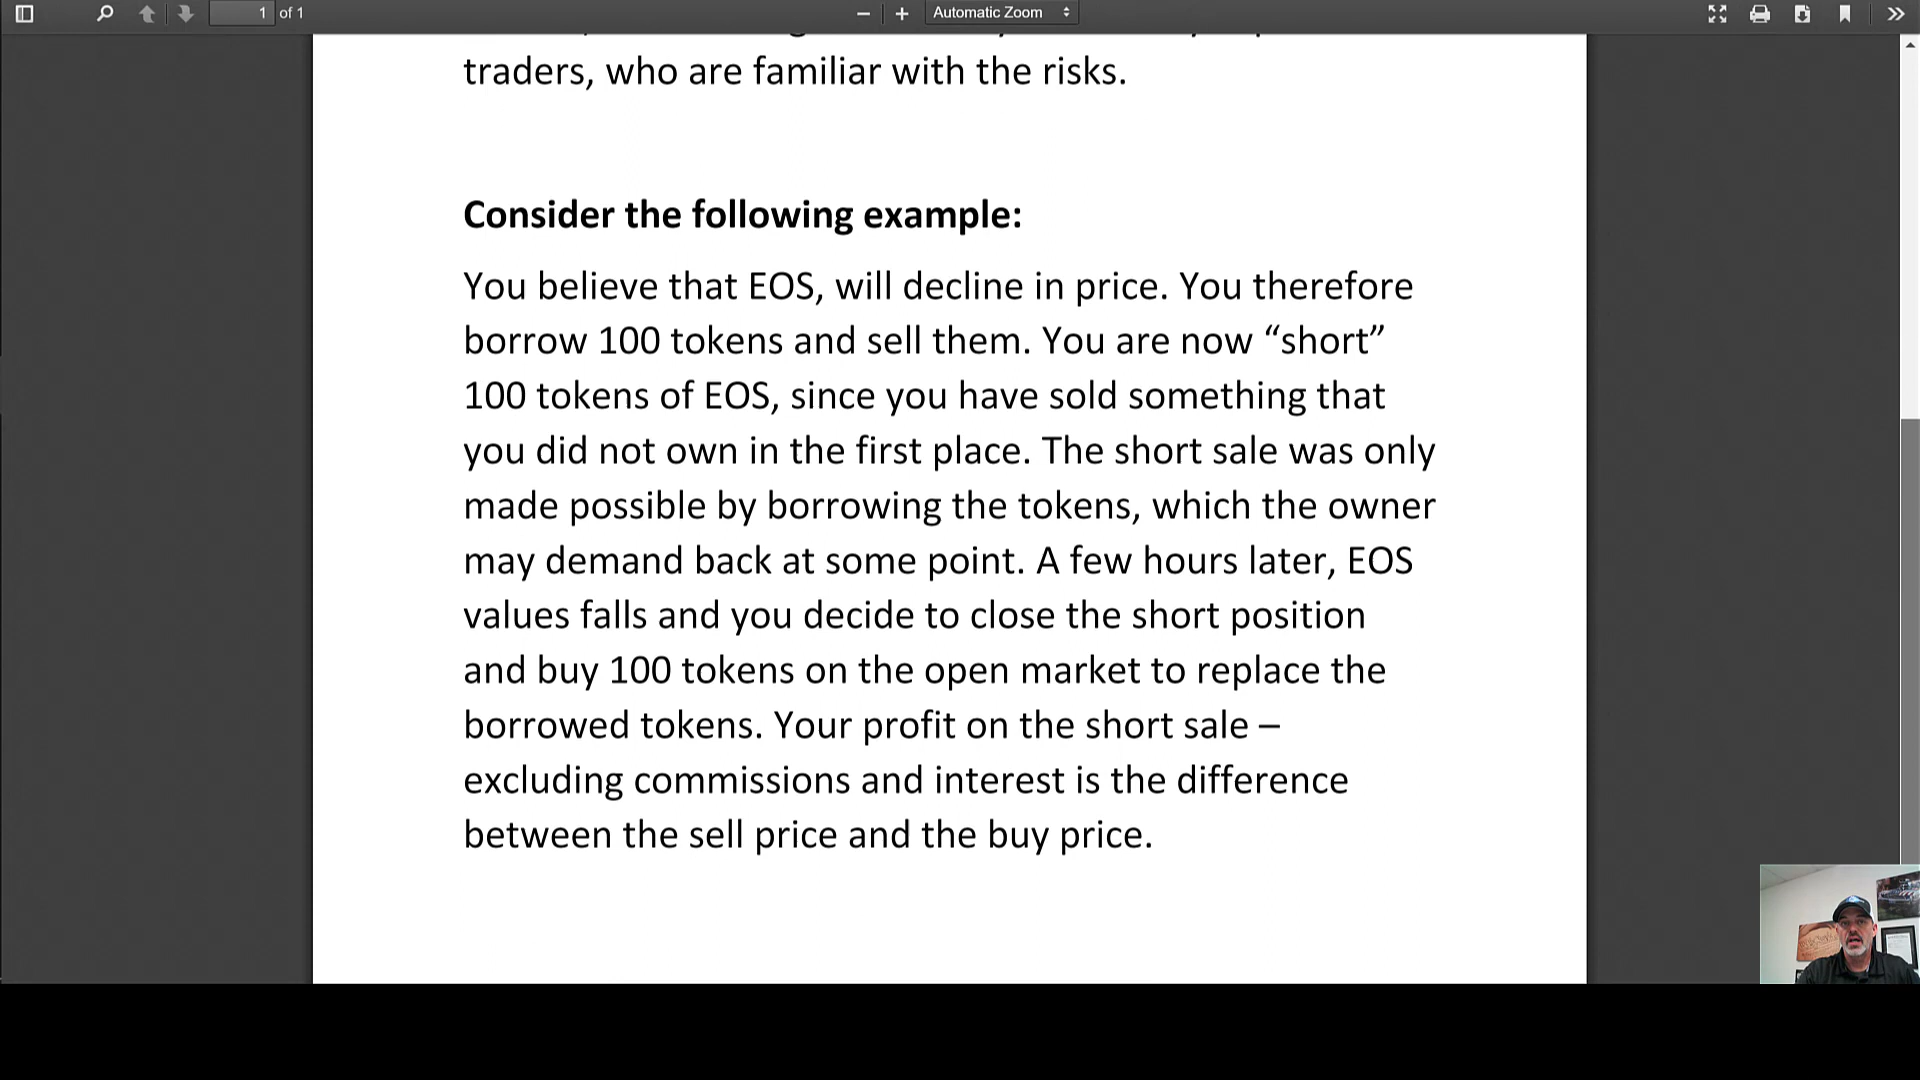 1 of 1
Automatic Zoom
traders, who are familiar with the risks.
Consider the following example:
You believe that EOS, will decline in price. You therefore
borrow 100 tokens and sell them. You are now “short”
100 tokens of EOS, since you have sold something that
you did not own in the first place. The short sale was only
made possible by borrowing the tokens, which the owner
may demand back at some point. A few hours later, EOS
values falls and you decide to close the short position
and buy 100 tokens on the open market to replace the
borrowed tokens. Your profit on the short sale –
excluding commissions and interest is the difference
between the sell price and the buy price.